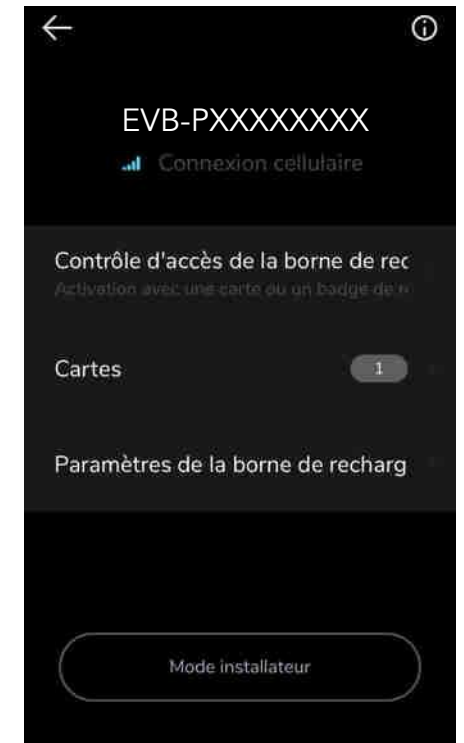 EVB-PXXXXXXXX
Connexion cellulaire
Contrôle d'accès de la borne de rec
Activation avec une carte ou un badge de r
Cartes 1
Paramètres de la borne de recharg
Mode installateur